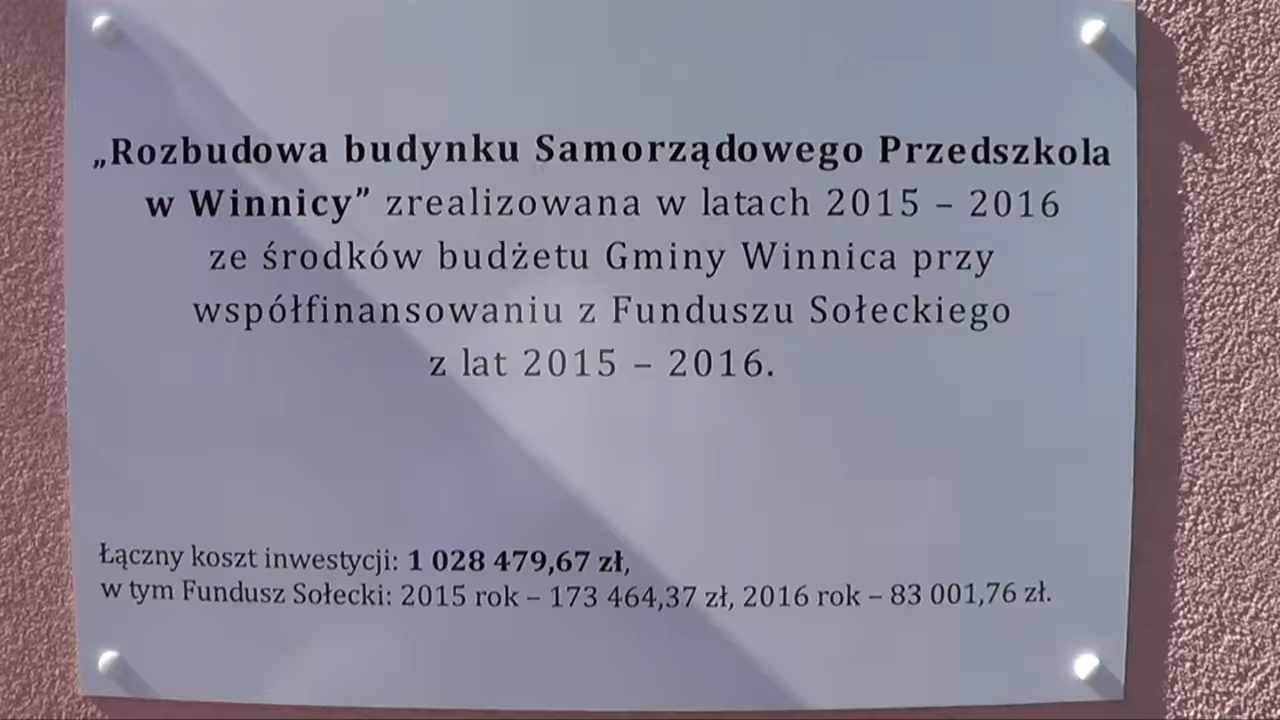 „Rozbudowa budynku Samorządowego Przedszkola
w Winnicy” zrealizowana w latach 2015 – 2016
ze środków budżetu Gminy Winnica przy
współfinansowaniu z Funduszu Sołeckiego
z lat 2015 – 2016.
Łączny koszt inwestycji: 1 028 479,67 zł,
w tym Fundusz Sołecki: 2015 rok – 173 464,37 zł, 2016 rok – 83 001,76 zł.